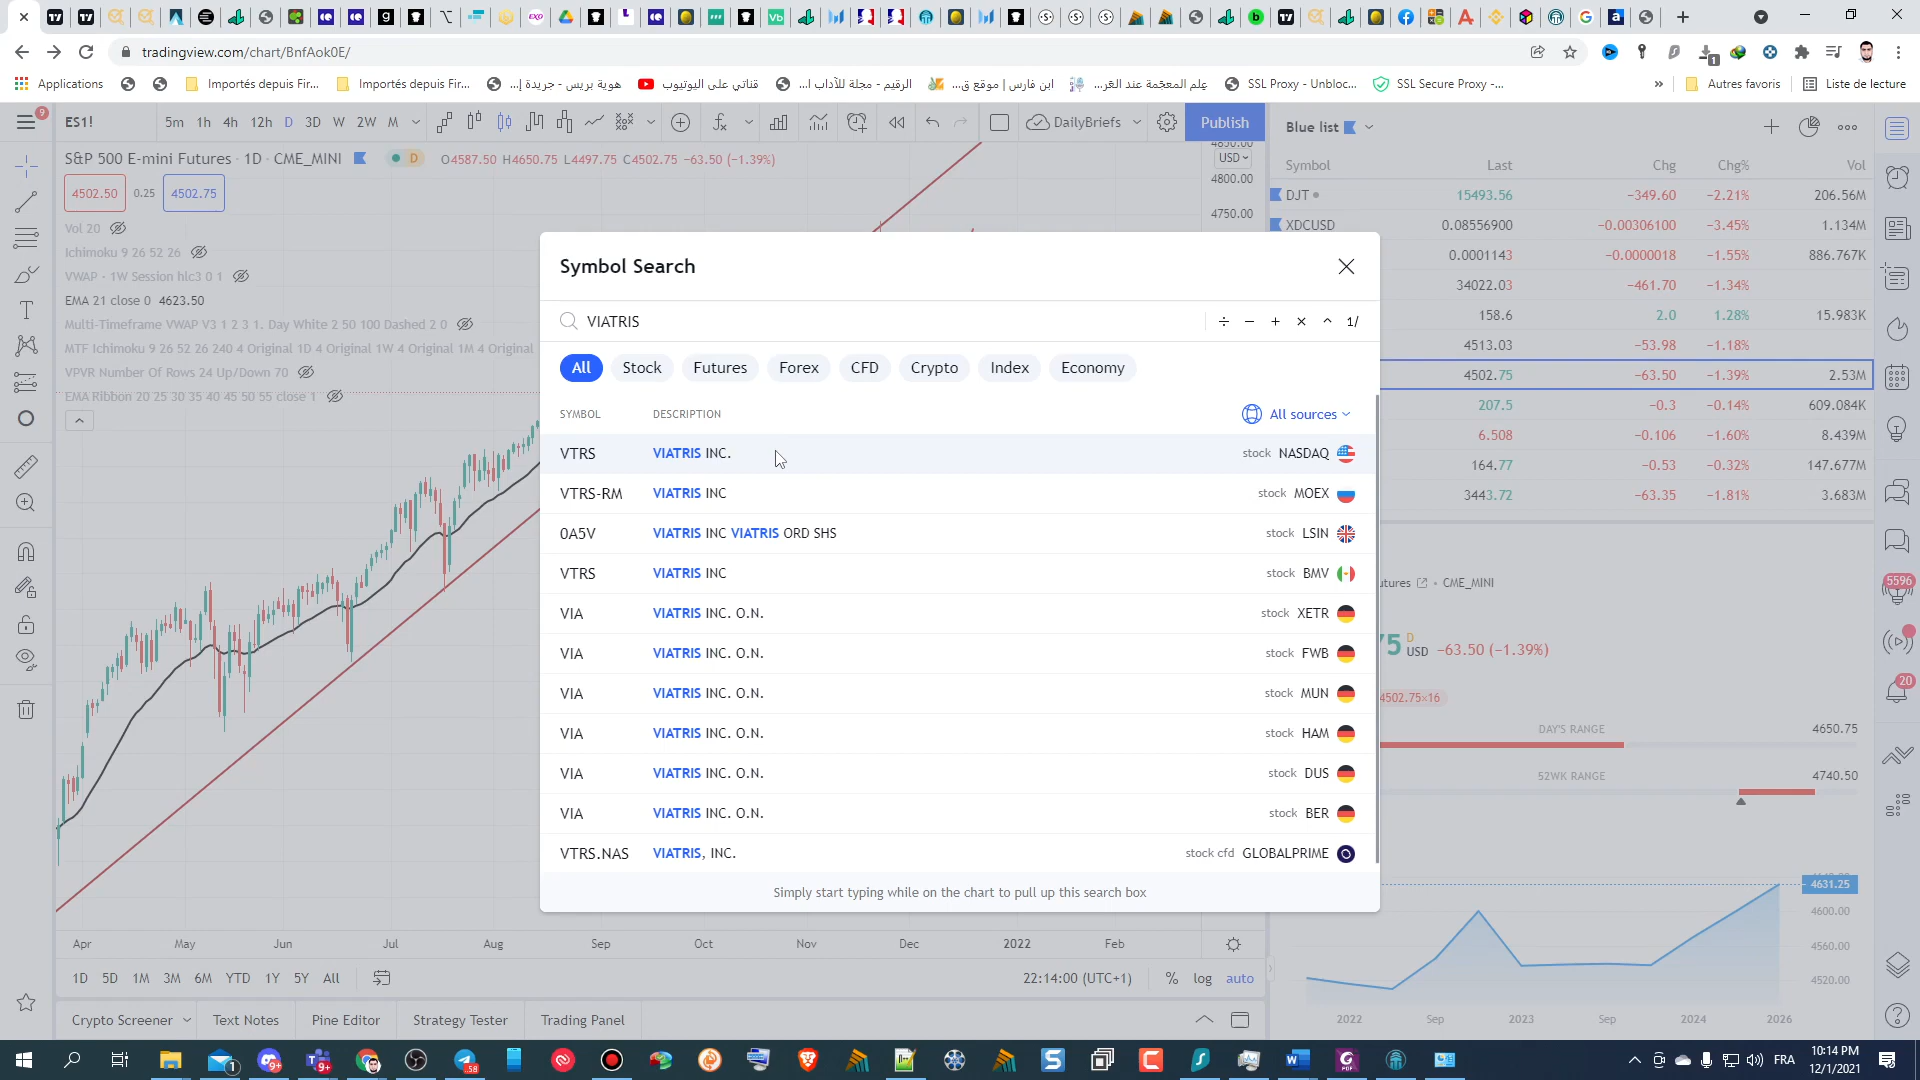 tradingview.com/chart/BnfAok0E/
Applications
Importés depuis Fir...
Importés depuis Fir...
هوية بريس - جريدة إ...
قناتي على اليوتيوب
الرقيم - مجلة للآداب ا...
ابن فارس | موقع ق...
علم المعجمة عند العر...
SSL Proxy - Unbloc...
SSL Secure Proxy -...
»
Autres favoris
Liste de lecture
9
ES1!
5m 1h 4h 12h D 3D W 2W M
DailyBriefs
Publish
Blue list
S&P 500 E-mini Futures · 1D · CME_MINI
D
O4587.50 H4650.75 L4497.75 C4502.75 −63.50 (−1.39%)
USD
4800.00
4750.00
4502.50 0.25 4502.75
Vol 20
Ichimoku 9 26 52 26
VWAP · 1W Session hlc3 0 1
EMA 21 close 0 4623.50
Multi-Timeframe VWAP V3 1 2 3 1. Day White 2 50 100 Dashed 2 0
MTF Ichimoku 9 26 52 26 240 4 Original 1D 4 Original 1W 4 Original 1M 4 Original
VPVR Number Of Rows 24 Up/Down 70
EMA Ribbon 20 25 30 35 40 45 50 55 close 1
Symbol Search
VIATRIS
÷ − + × ^ 1/
All Stock Futures Forex CFD Crypto Index Economy
SYMBOL DESCRIPTION All sources
VTRS VIATRIS INC. stock NASDAQ
VTRS-RM VIATRIS INC stock MOEX
0A5V VIATRIS INC VIATRIS ORD SHS stock LSIN
VTRS VIATRIS INC stock BMV
VIA VIATRIS INC. O.N. stock XETR
VIA VIATRIS INC. O.N. stock FWB
VIA VIATRIS INC. O.N. stock MUN
VIA VIATRIS INC. O.N. stock HAM
VIA VIATRIS INC. O.N. stock DUS
VIA VIATRIS INC. O.N. stock BER
VTRS.NAS VIATRIS, INC. stock cfd GLOBALPRIME
Simply start typing while on the chart to pull up this search box
Symbol Last Chg Chg% Vol
DJT 15493.56 −349.60 −2.21% 206.56M
XDCUSD 0.08556900 −0.00306100 −3.45% 1.134M
0.0001143 −0.0000018 −1.55% 886.767K
34022.03 −461.70 −1.34%
158.6 2.0 1.28% 15.983K
4513.03 −53.98 −1.18%
4502.75 −63.50 −1.39% 2.53M
207.5 −0.3 −0.14% 609.084K
6.508 −0.106 −1.60% 8.439M
164.77 −0.53 −0.32% 147.677M
3443.72 −63.35 −1.81% 3.683M
utures · CME_MINI
75 D USD −63.50 (−1.39%)
4502.75×16
DAY'S RANGE 4650.75
52WK RANGE 4740.50
4631.25
4600.00
4560.00
4520.00
2022 Sep 2023 Sep 2024 2026
5596
20
Apr May Jun Jul Aug Sep Oct Nov Dec 2022 Feb
1D 5D 1M 3M 6M YTD 1Y 5Y All
22:14:00 (UTC+1) % log auto
Crypto Screener Text Notes Pine Editor Strategy Tester Trading Panel
FRA
10:14 PM
12/1/2021